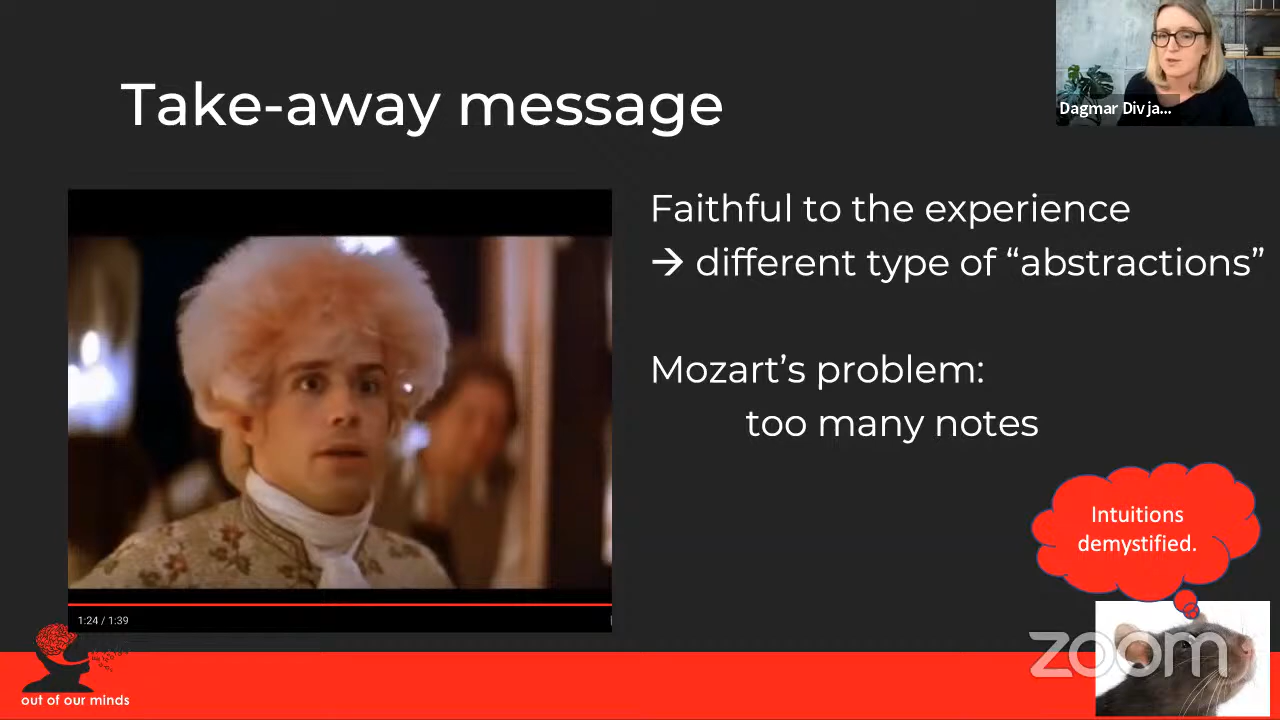 Take-away message
Dagmar Divja...
Faithful to the experience
→ different type of “abstractions”
Mozart’s problem:
too many notes
Intuitions
demystified.
1:24 / 1:39
zoom
out of our minds